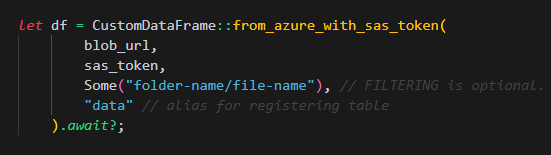 let df = CustomDataFrame::from_azure_with_sas_token(
blob_url,
sas_token,
Some("folder-name/file-name"), // FILTERING is optional.
"data" // alias for registering table
).await?;